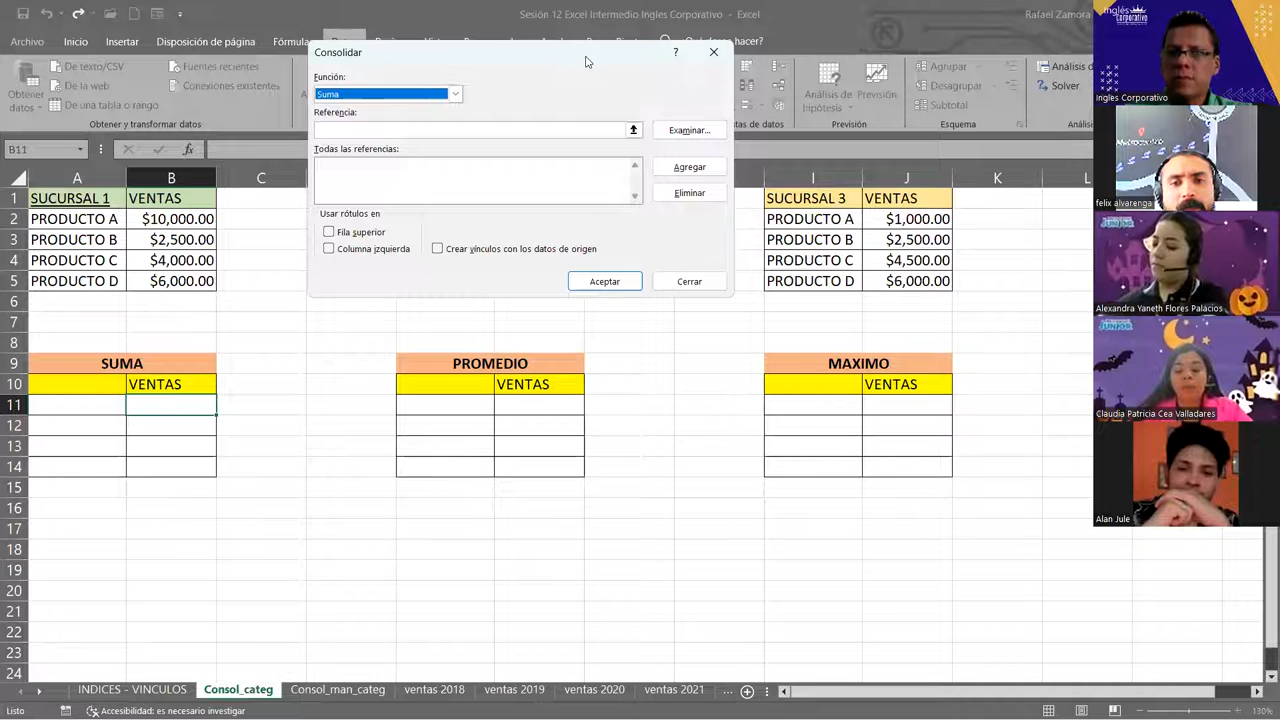 Sesión 12 Excel Intermedio Ingles Corporativo - Excel
Rafael Zamora
Archivo
Inicio
Insertar
Disposición de página
Fórmula
De texto/CSV
De la web
De una tabla o rango
Fuentes recientes
Conexiones existentes
Obtener datos
Obtener y transformar datos
Análisis de hipótesis
Previsión
Agrupar
Desagrupar
Subtotal
Esquema
Análisis d
Solver
Análisis
Consolidar
Función:
Suma
Referencia:
Examinar...
Todas las referencias:
Agregar
Eliminar
Usar rótulos en
Fila superior
Columna izquierda
Crear vínculos con los datos de origen
Aceptar
Cerrar
B11
A B C I J K L
1 SUCURSAL 1 VENTAS SUCURSAL 3 VENTAS
2 PRODUCTO A $10,000.00 PRODUCTO A $1,000.00
3 PRODUCTO B $2,500.00 PRODUCTO B $2,500.00
4 PRODUCTO C $4,000.00 PRODUCTO C $4,500.00
5 PRODUCTO D $6,000.00 PRODUCTO D $6,000.00
6
7
8
9 SUMA PROMEDIO MAXIMO
10 VENTAS VENTAS VENTAS
11
12
13
14
15
16
17
18
19
20
21
22
23
24
INDICES - VINCULOS Consol_categ Consol_man_categ ventas 2018 ventas 2019 ventas 2020 ventas 2021 ...
Listo
Accesibilidad: es necesario investigar
130%
Inglés Corporativo
Ingles Corporativo
felix alvarenga
JUNIOR
Alexandra Yaneth Flores Palacios
JUNIOR
Claudia Patricia Cea Valladares
Alan Jule